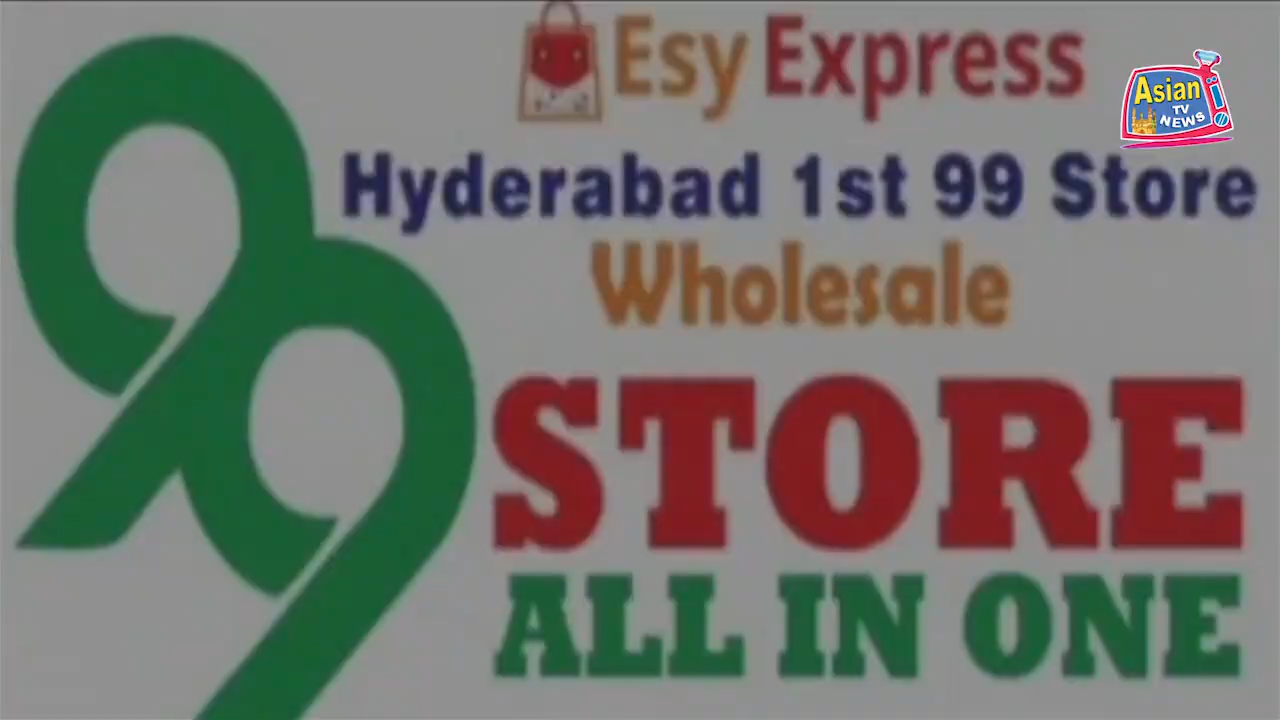 Esy Express
Asian
TV
NEWS
Hyderabad 1st 99 Store
Wholesale
99
STORE
ALL IN ONE